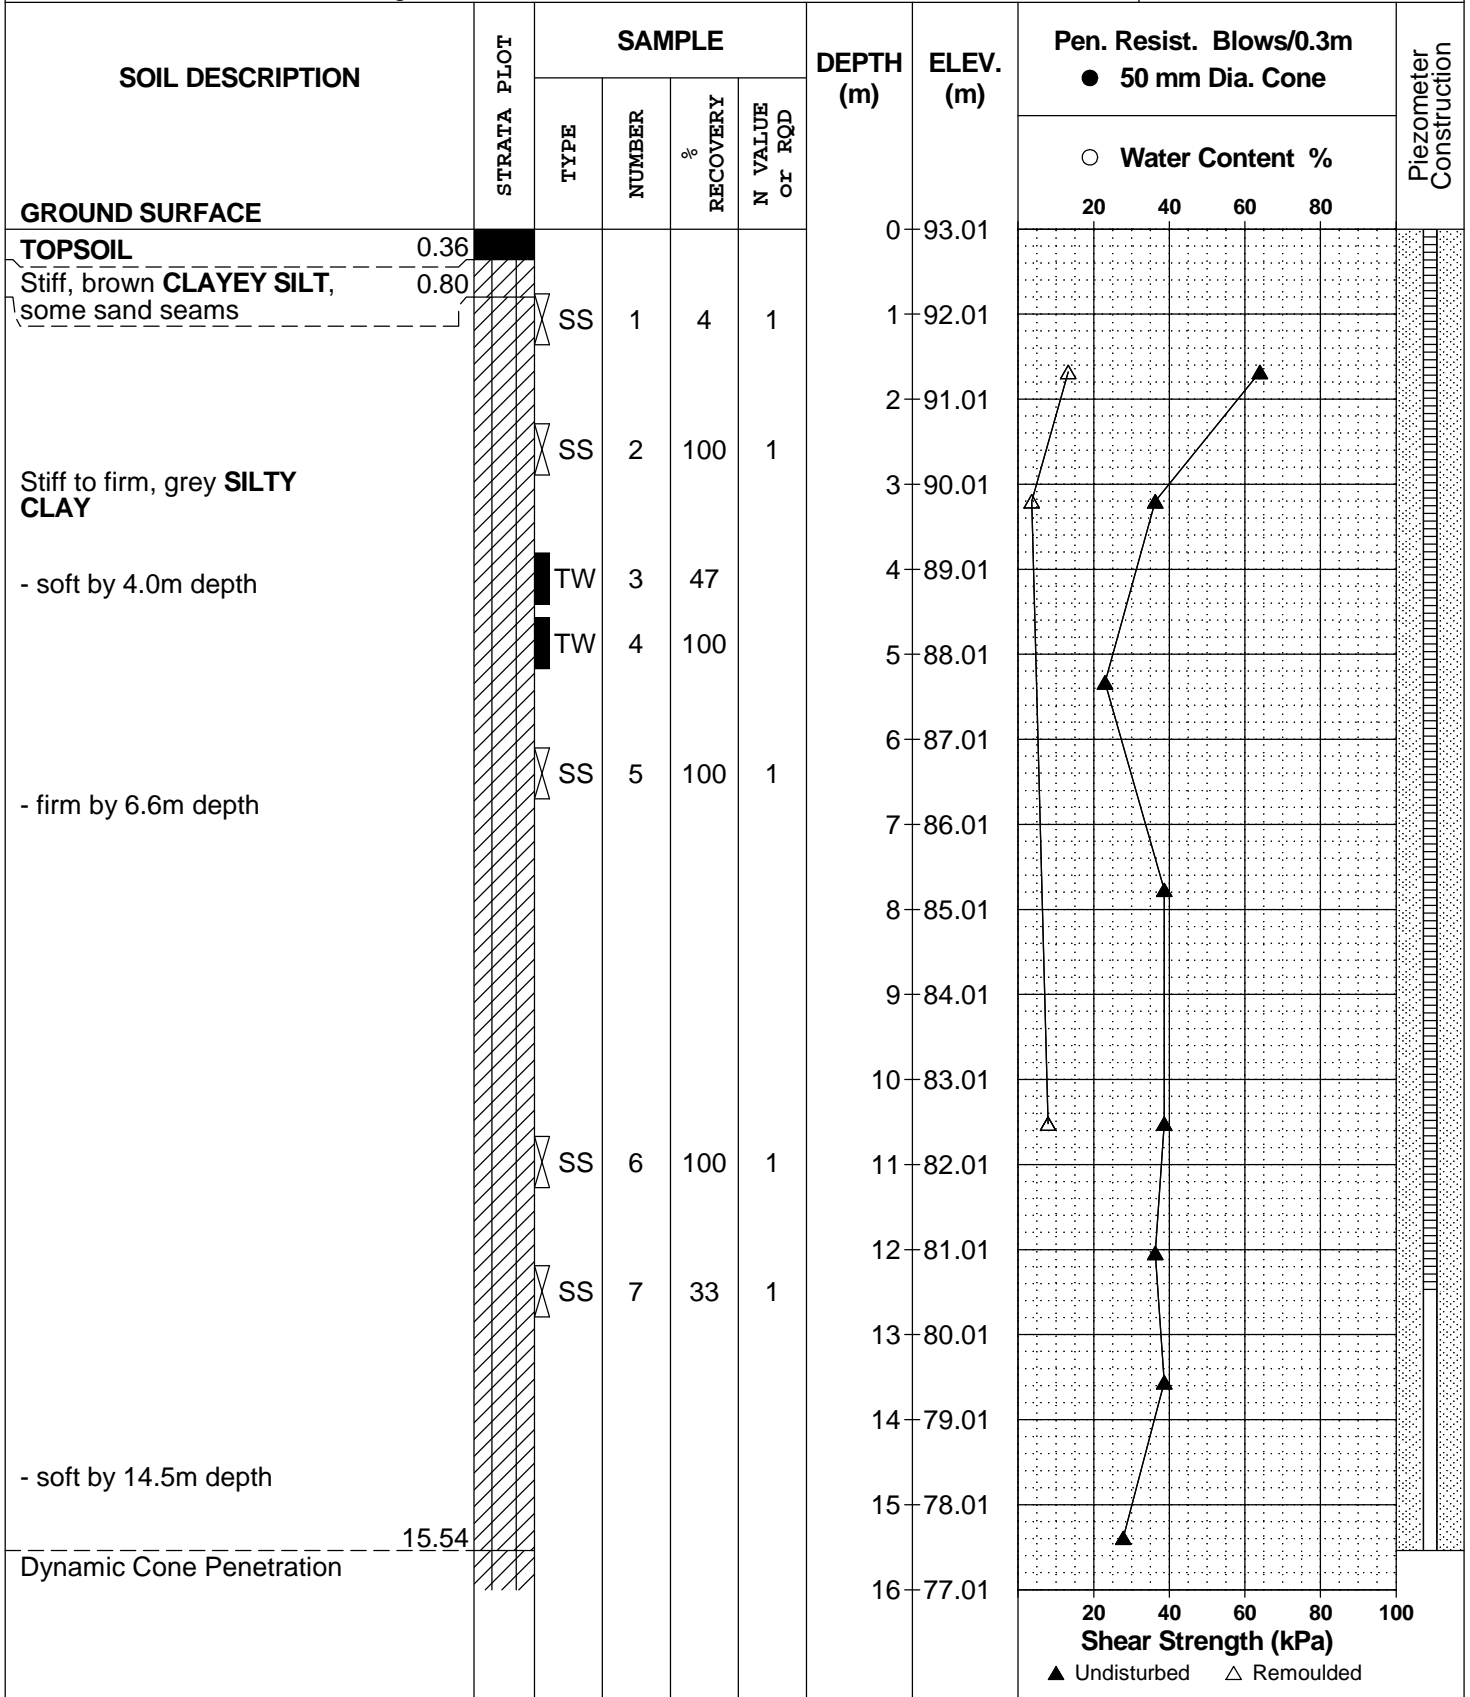 SOIL DESCRIPTION
GROUND SURFACE
STRATA PLOT
SAMPLE
TYPE
NUMBER
%
RECOVERY
N VALUE
or RQD
DEPTH
(m)
ELEV.
(m)
Pen. Resist. Blows/0.3m
● 50 mm Dia. Cone
○ Water Content %
20 40 60 80
Piezometer
Construction
TOPSOIL 0.36
Stiff, brown CLAYEY SILT, 0.80
some sand seams
Stiff to firm, grey SILTY
CLAY
- soft by 4.0m depth
- firm by 6.6m depth
- soft by 14.5m depth
15.54
Dynamic Cone Penetration
SS 1 4 1
SS 2 100 1
TW 3 47
TW 4 100
SS 5 100 1
SS 6 100 1
SS 7 33 1
0 93.01
1 92.01
2 91.01
3 90.01
4 89.01
5 88.01
6 87.01
7 86.01
8 85.01
9 84.01
10 83.01
11 82.01
12 81.01
13 80.01
14 79.01
15 78.01
16 77.01
20 40 60 80 100
Shear Strength (kPa)
▲ Undisturbed △ Remoulded